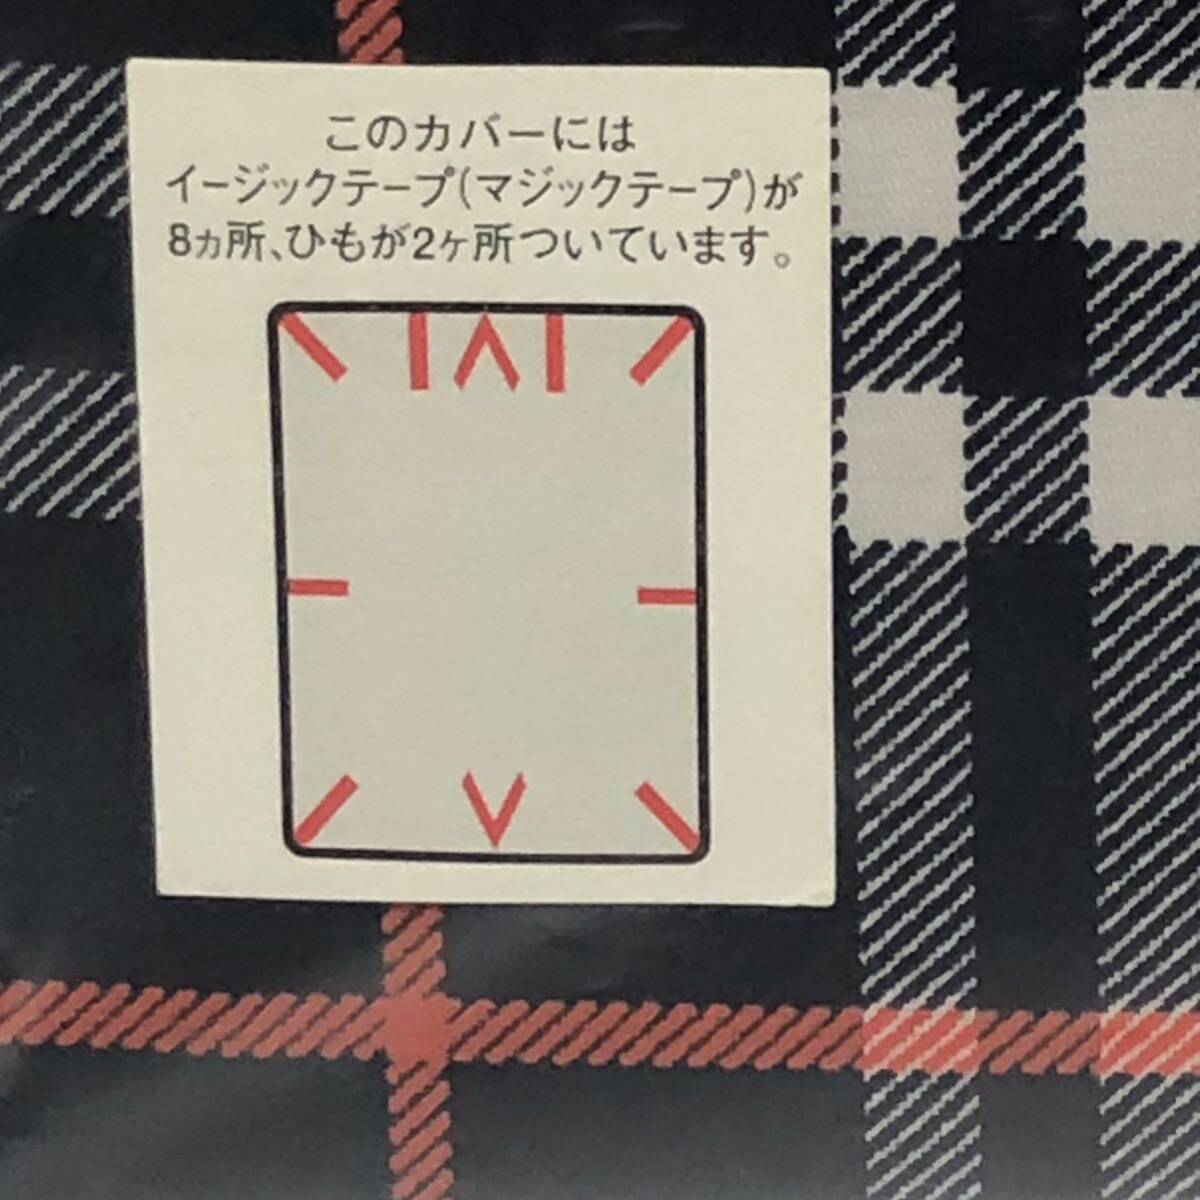 このカバーには
イージックテープ(マジックテープ)が
8ヵ所、ひもが2ヶ所ついています。